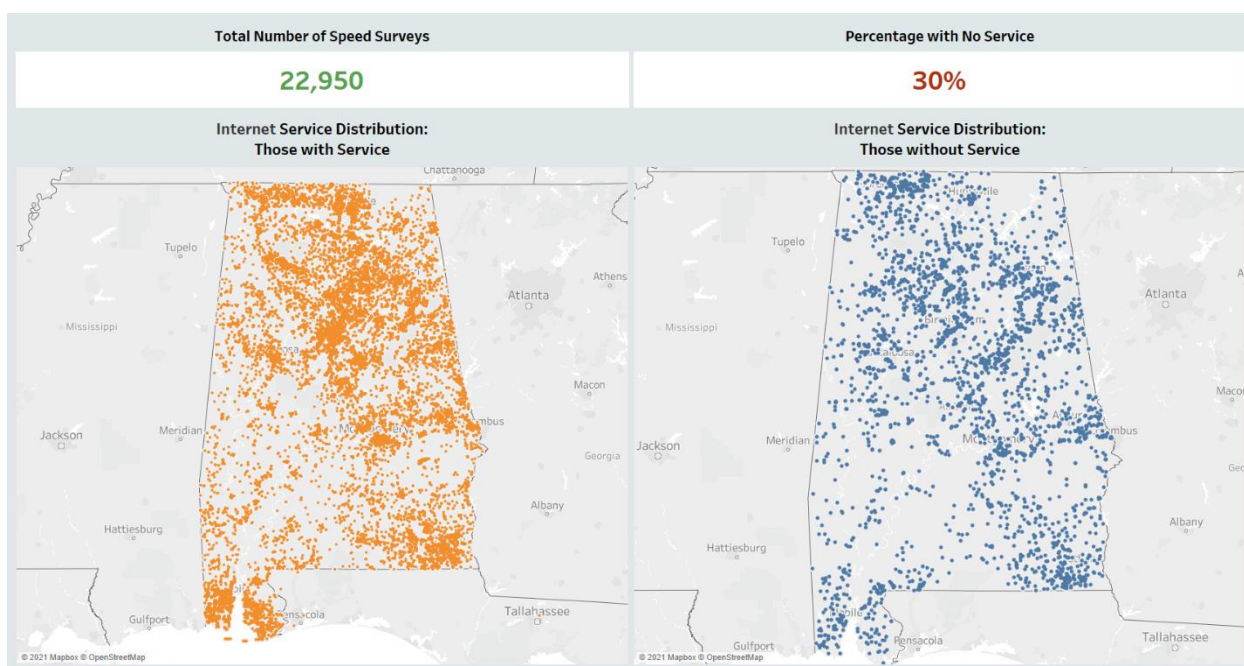 Total Number of Speed Surveys
22,950
Percentage with No Service
30%
Internet Service Distribution:
Those with Service
Internet Service Distribution:
Those without Service
Chattanooga
Tupelo
Athens
Atlanta
Mississippi
Macon
Jackson
Meridian
Georgia
Albany
Hattiesburg
Gulfport
Tallahassee
© 2021 Mapbox © OpenStreetMap
Tupelo
Atlanta
Mississippi
Jackson
Meridian
Montgomery
Albany
Hattiesburg
Gulfport
Pensacola
Tallahassee
© 2021 Mapbox © OpenStreetMap